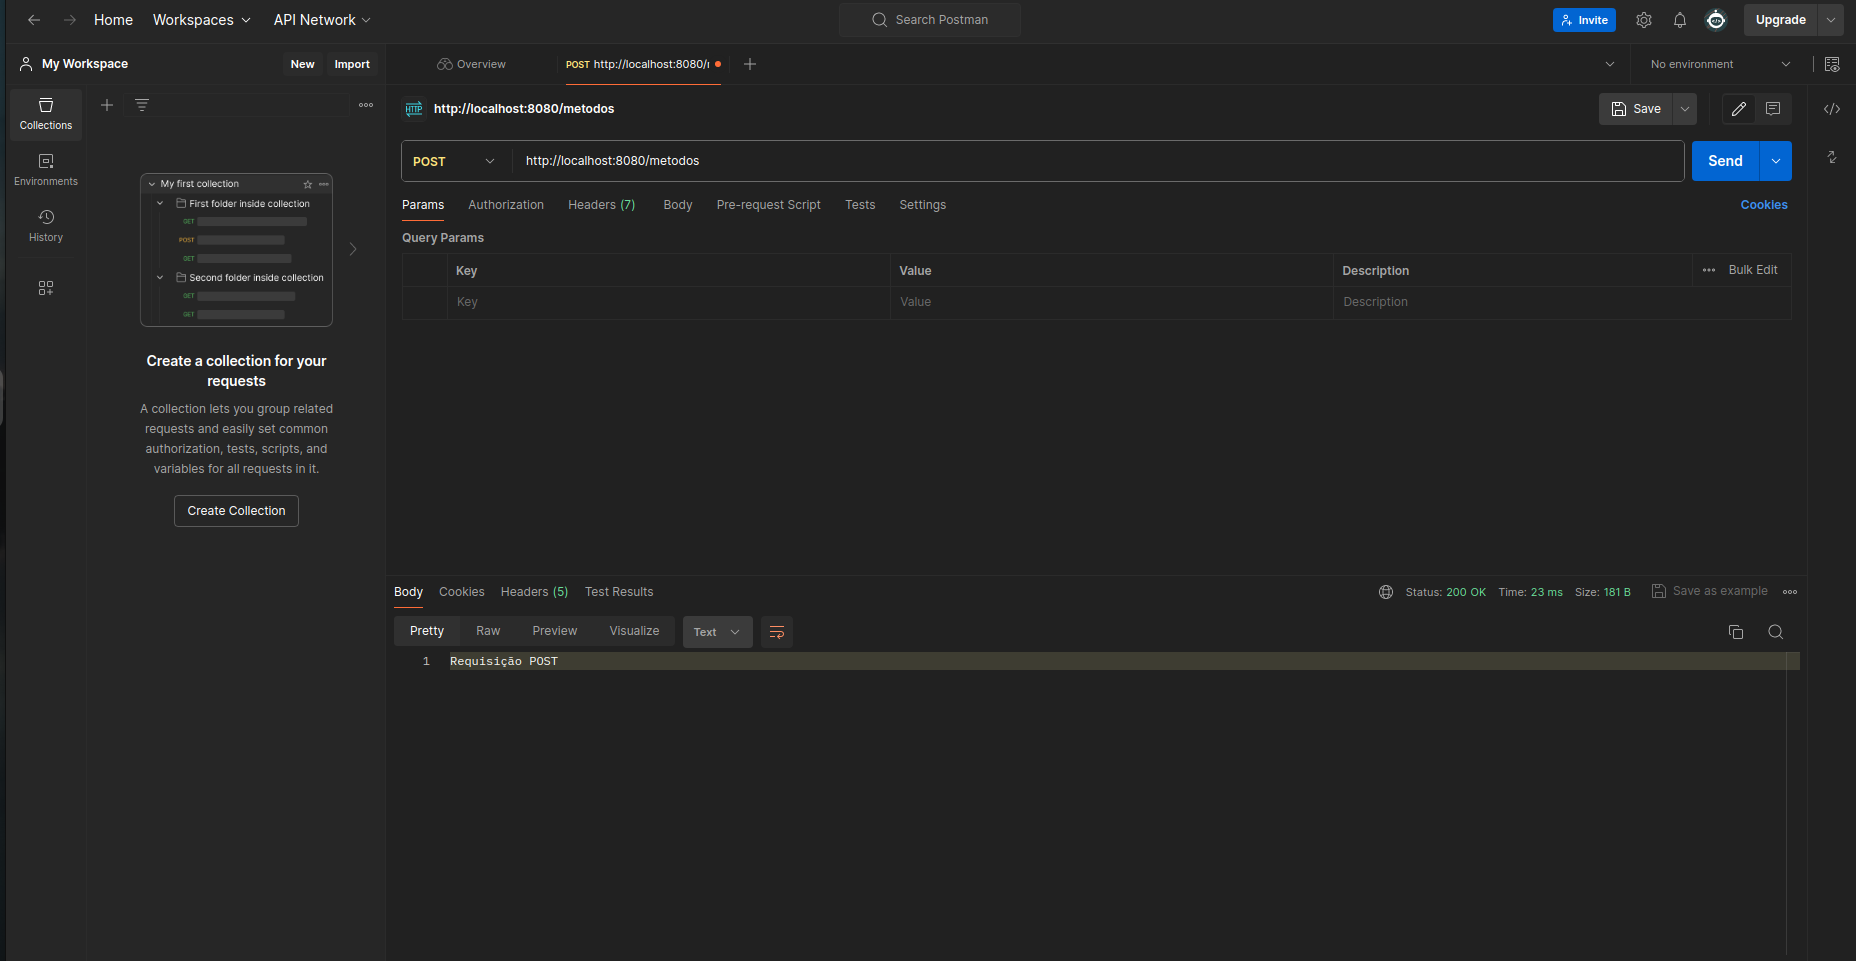 Home Workspaces API Network Search Postman Invite Upgrade
My Workspace New Import Overview POST http://localhost:8080/ No environment
Collections
Environments
History
My first collection
First folder inside collection
GET
POST
GET
Second folder inside collection
GET
GET
Create a collection for your
requests
A collection lets you group related
requests and easily set common
authorization, tests, scripts, and
variables for all requests in it.
Create Collection
HTTP http://localhost:8080/metodos Save
POST http://localhost:8080/metodos Send
Params Authorization Headers (7) Body Pre-request Script Tests Settings Cookies
Query Params
Key Value Description Bulk Edit
Key Value Description
Body Cookies Headers (5) Test Results Status: 200 OK Time: 23 ms Size: 181 B Save as example
Pretty Raw Preview Visualize Text
1 Requisição POST